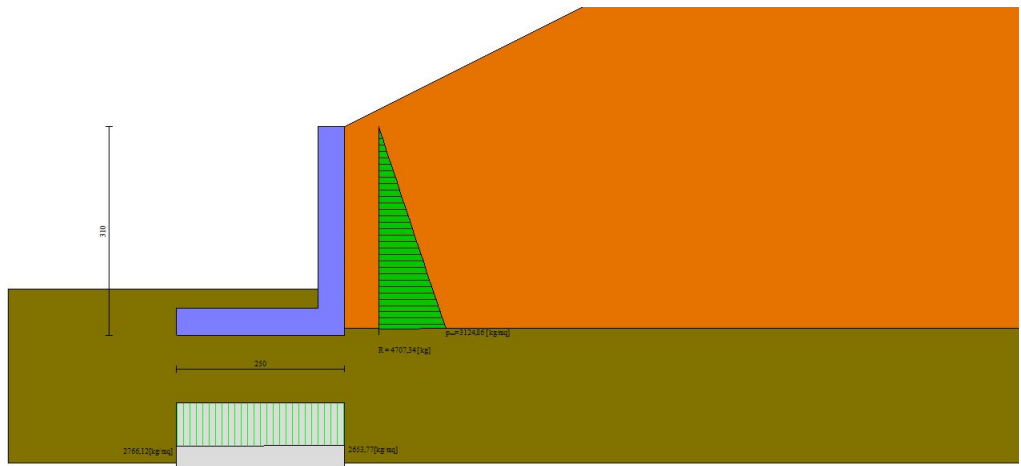 310
=3124,86 [kg/mq]
R = 4707,34 [kg]
250
2766,12[kg/mq]
2653,77[kg/mq]